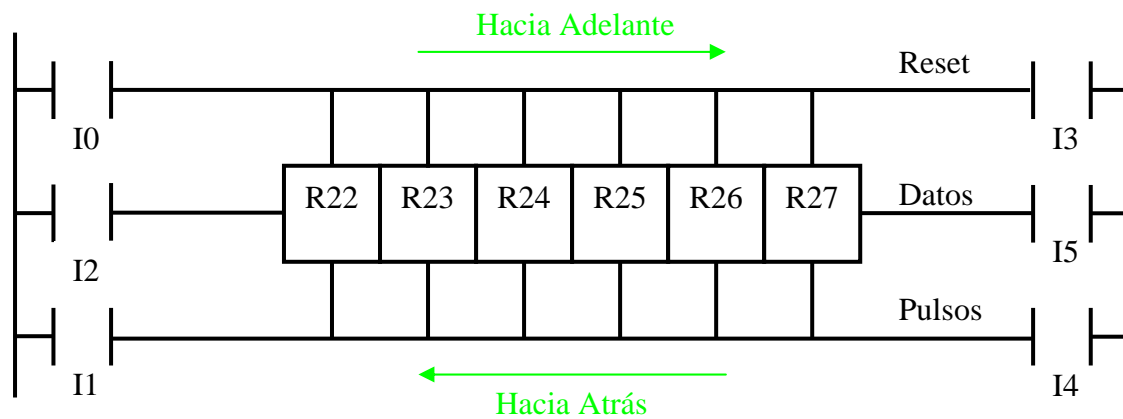 Hacia Adelante
Reset
I0
I3
R22 R23 R24 R25 R26 R27
Datos
I2
I5
Pulsos
I1
I4
Hacia Atrás